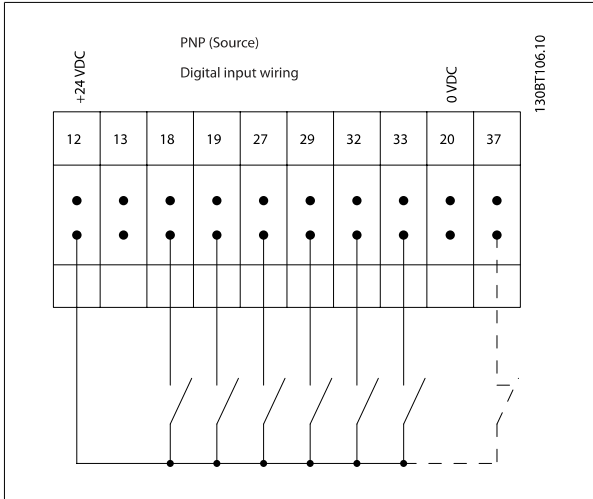 PNP (Source)
Digital input wiring
+24 VDC
0 VDC
130BT106.10
12 13 18 19 27 29 32 33 20 37